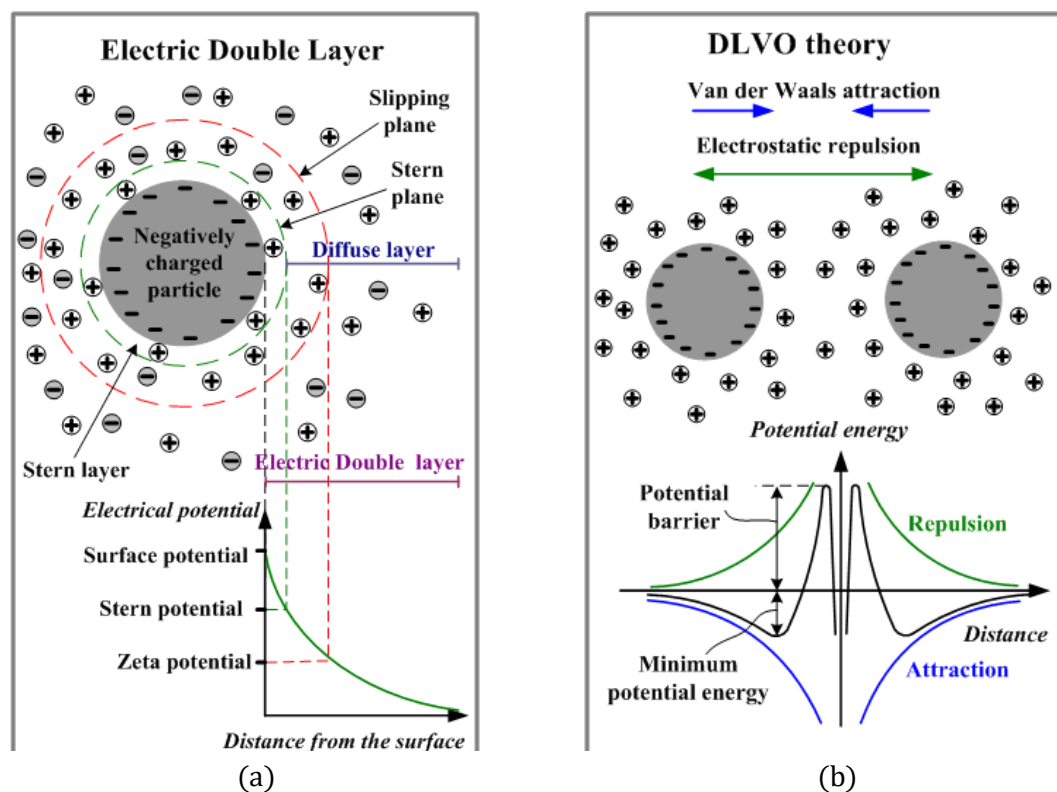 Electric Double Layer
Slipping
plane
Stern
plane
Negatively
charged
particle
Diffuse layer
Stern layer
Electric Double layer
Electrical potential
Surface potential
Stern potential
Zeta potential
Distance from the surface
(a)
DLVO theory
Van der Waals attraction
Electrostatic repulsion
Potential energy
Potential
barrier
Repulsion
Distance
Minimum
potential energy
Attraction
(b)